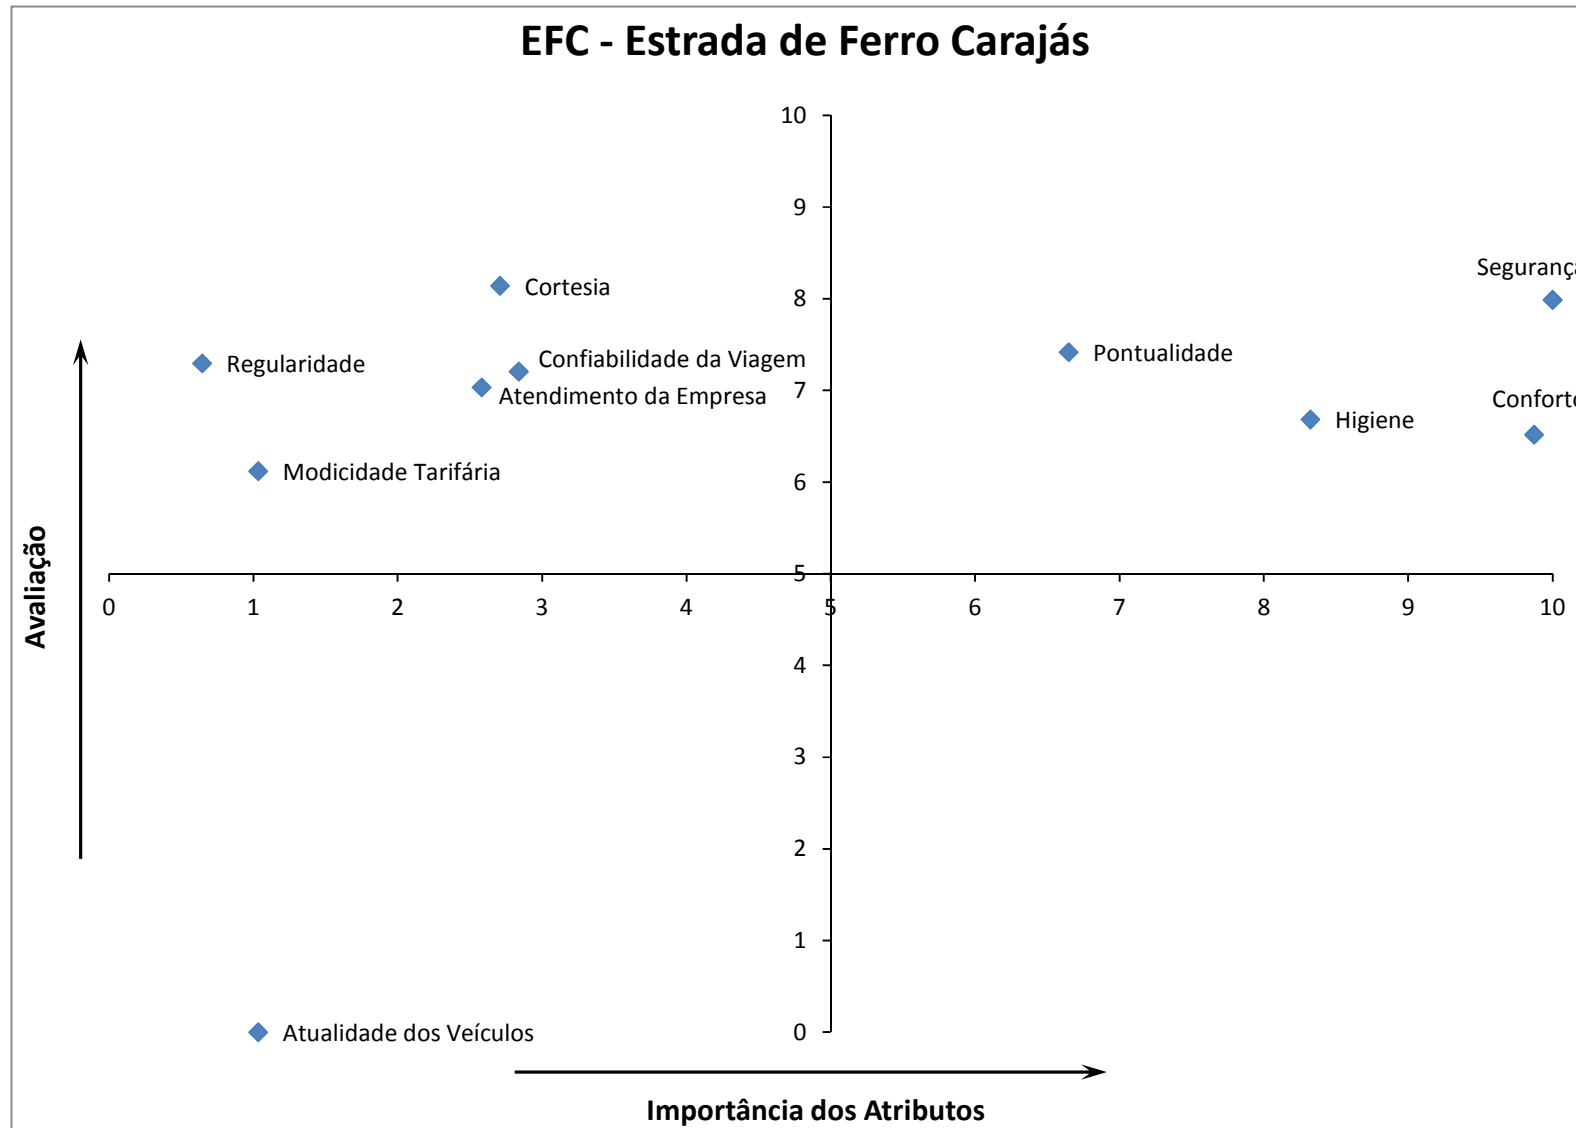 EFC - Estrada de Ferro Carajás
10
9
Segurança
Cortesia
8
Confiabilidade da Viagem
Pontualidade
Regularidade
7
Atendimento da Empresa
Conforto
Higiene
Modicidade Tarifária
6
Avaliação
5
0 1 2 3 4 5 6 7 8 9 10
4
3
2
1
Atualidade dos Veículos
0
Importância dos Atributos